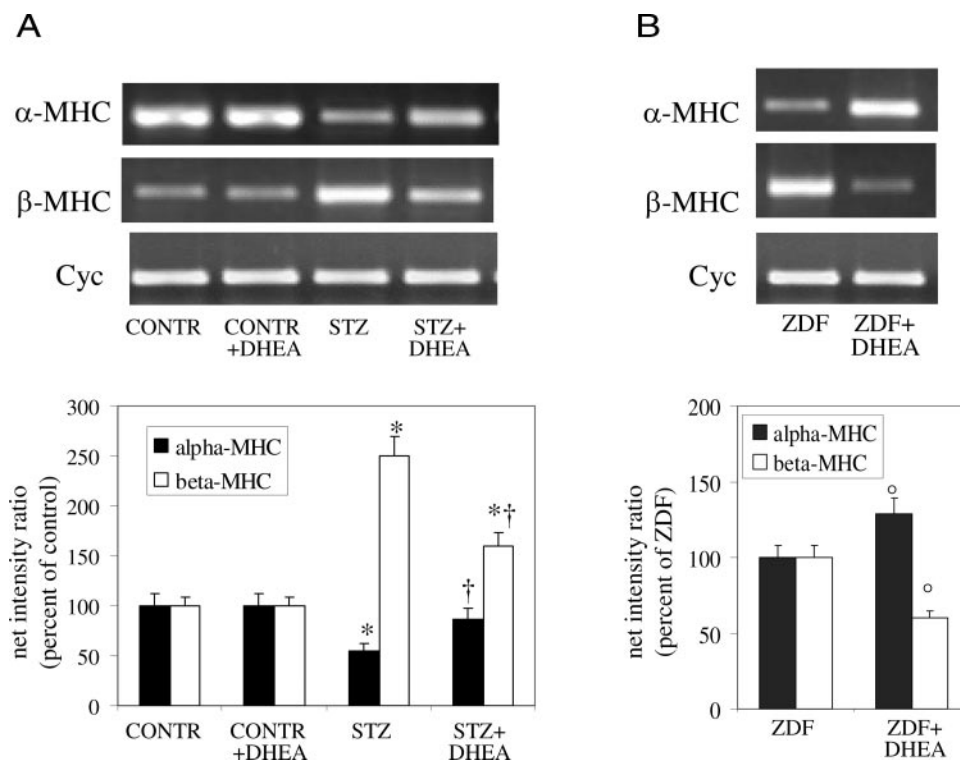 A
α-MHC
β-MHC
Cyc
CONTR
CONTR
+DHEA
STZ
STZ+
DHEA
net intensity ratio
(percent of control)
300
250
200
150
100
50
0
alpha-MHC
beta-MHC
*
*
†
*†
CONTR
CONTR
+DHEA
STZ
STZ+
DHEA
B
α-MHC
β-MHC
Cyc
ZDF
ZDF+
DHEA
net intensity ratio
(percent of ZDF)
200
150
100
50
0
alpha-MHC
beta-MHC
°
°
ZDF
ZDF+
DHEA